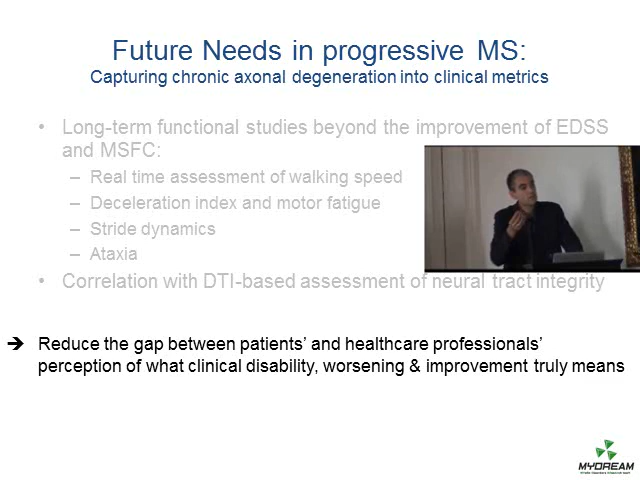 Future Needs in progressive MS:
Capturing chronic axonal degeneration into clinical metrics
• Long-term functional studies beyond the improvement of EDSS
and MSFC:
– Real time assessment of walking speed
– Deceleration index and motor fatigue
– Stride dynamics
– Ataxia
• Correlation with DTI-based assessment of neural tract integrity
➔ Reduce the gap between patients’ and healthcare professionals’
perception of what clinical disability, worsening & improvement truly means
MYDREAM